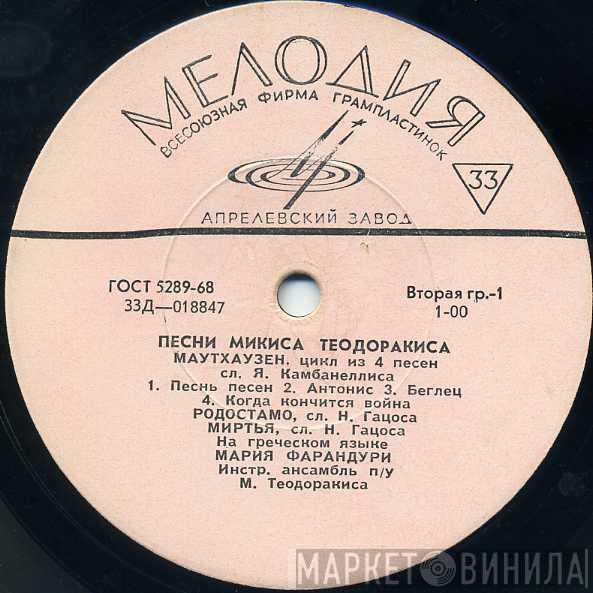 МЕЛОДИЯ
ВСЕСОЮЗНАЯ ФИРМА ГРАМПЛАСТИНОК
33
АПРЕЛЕВСКИЙ ЗАВОД
ГОСТ 5289-68
33Д—018847
Вторая гр.-1
1-00
ПЕСНИ МИКИСА ТЕОДОРАКИСА
МАУТХАУЗЕН, цикл из 4 песен
сл. Я. Камбанеллиса
1. Песнь песен 2. Антонис 3. Беглец
4. Когда кончится война
РОДОСТАМО, сл. Н. Гацоса
МИРТЬЯ, сл. Н. Гацоса
На греческом языке
МАРИЯ ФАРАНДУРИ
Инстр. ансамбль п/у
М. Теодоракиса
МАРКЕТ ВИНИЛА